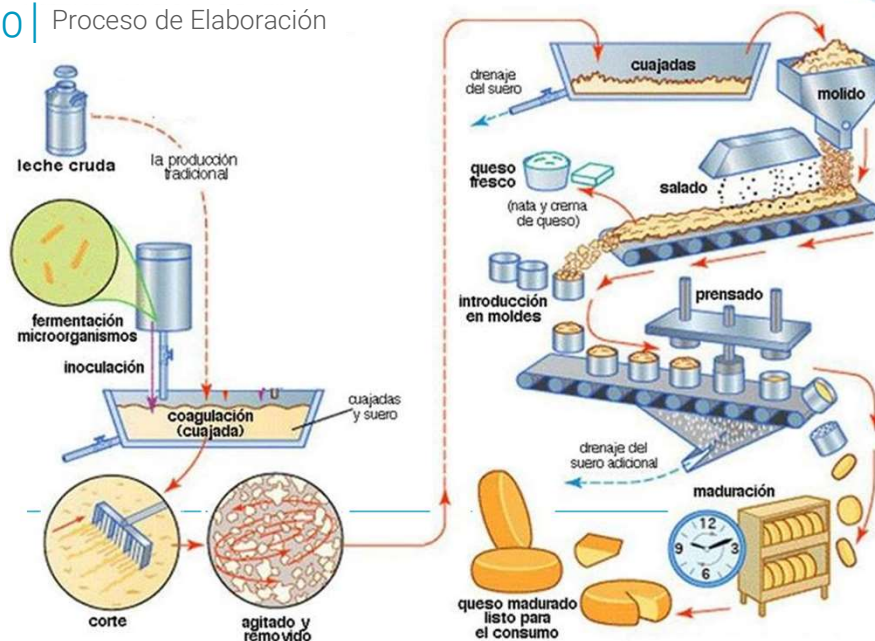 O | Proceso de Elaboración
leche cruda
la producción
tradicional
fermentación
microorganismos
inoculación
coagulación
(cuajada)
cuajadas
y suero
corte
agitado y
removido
drenaje
del suero
cuajadas
molido
salado
queso
fresco
(nata y crema
de queso)
introducción
en moldes
prensado
drenaje del
suero adicional
maduración
12
9
3
6
queso madurado
listo para
el consumo